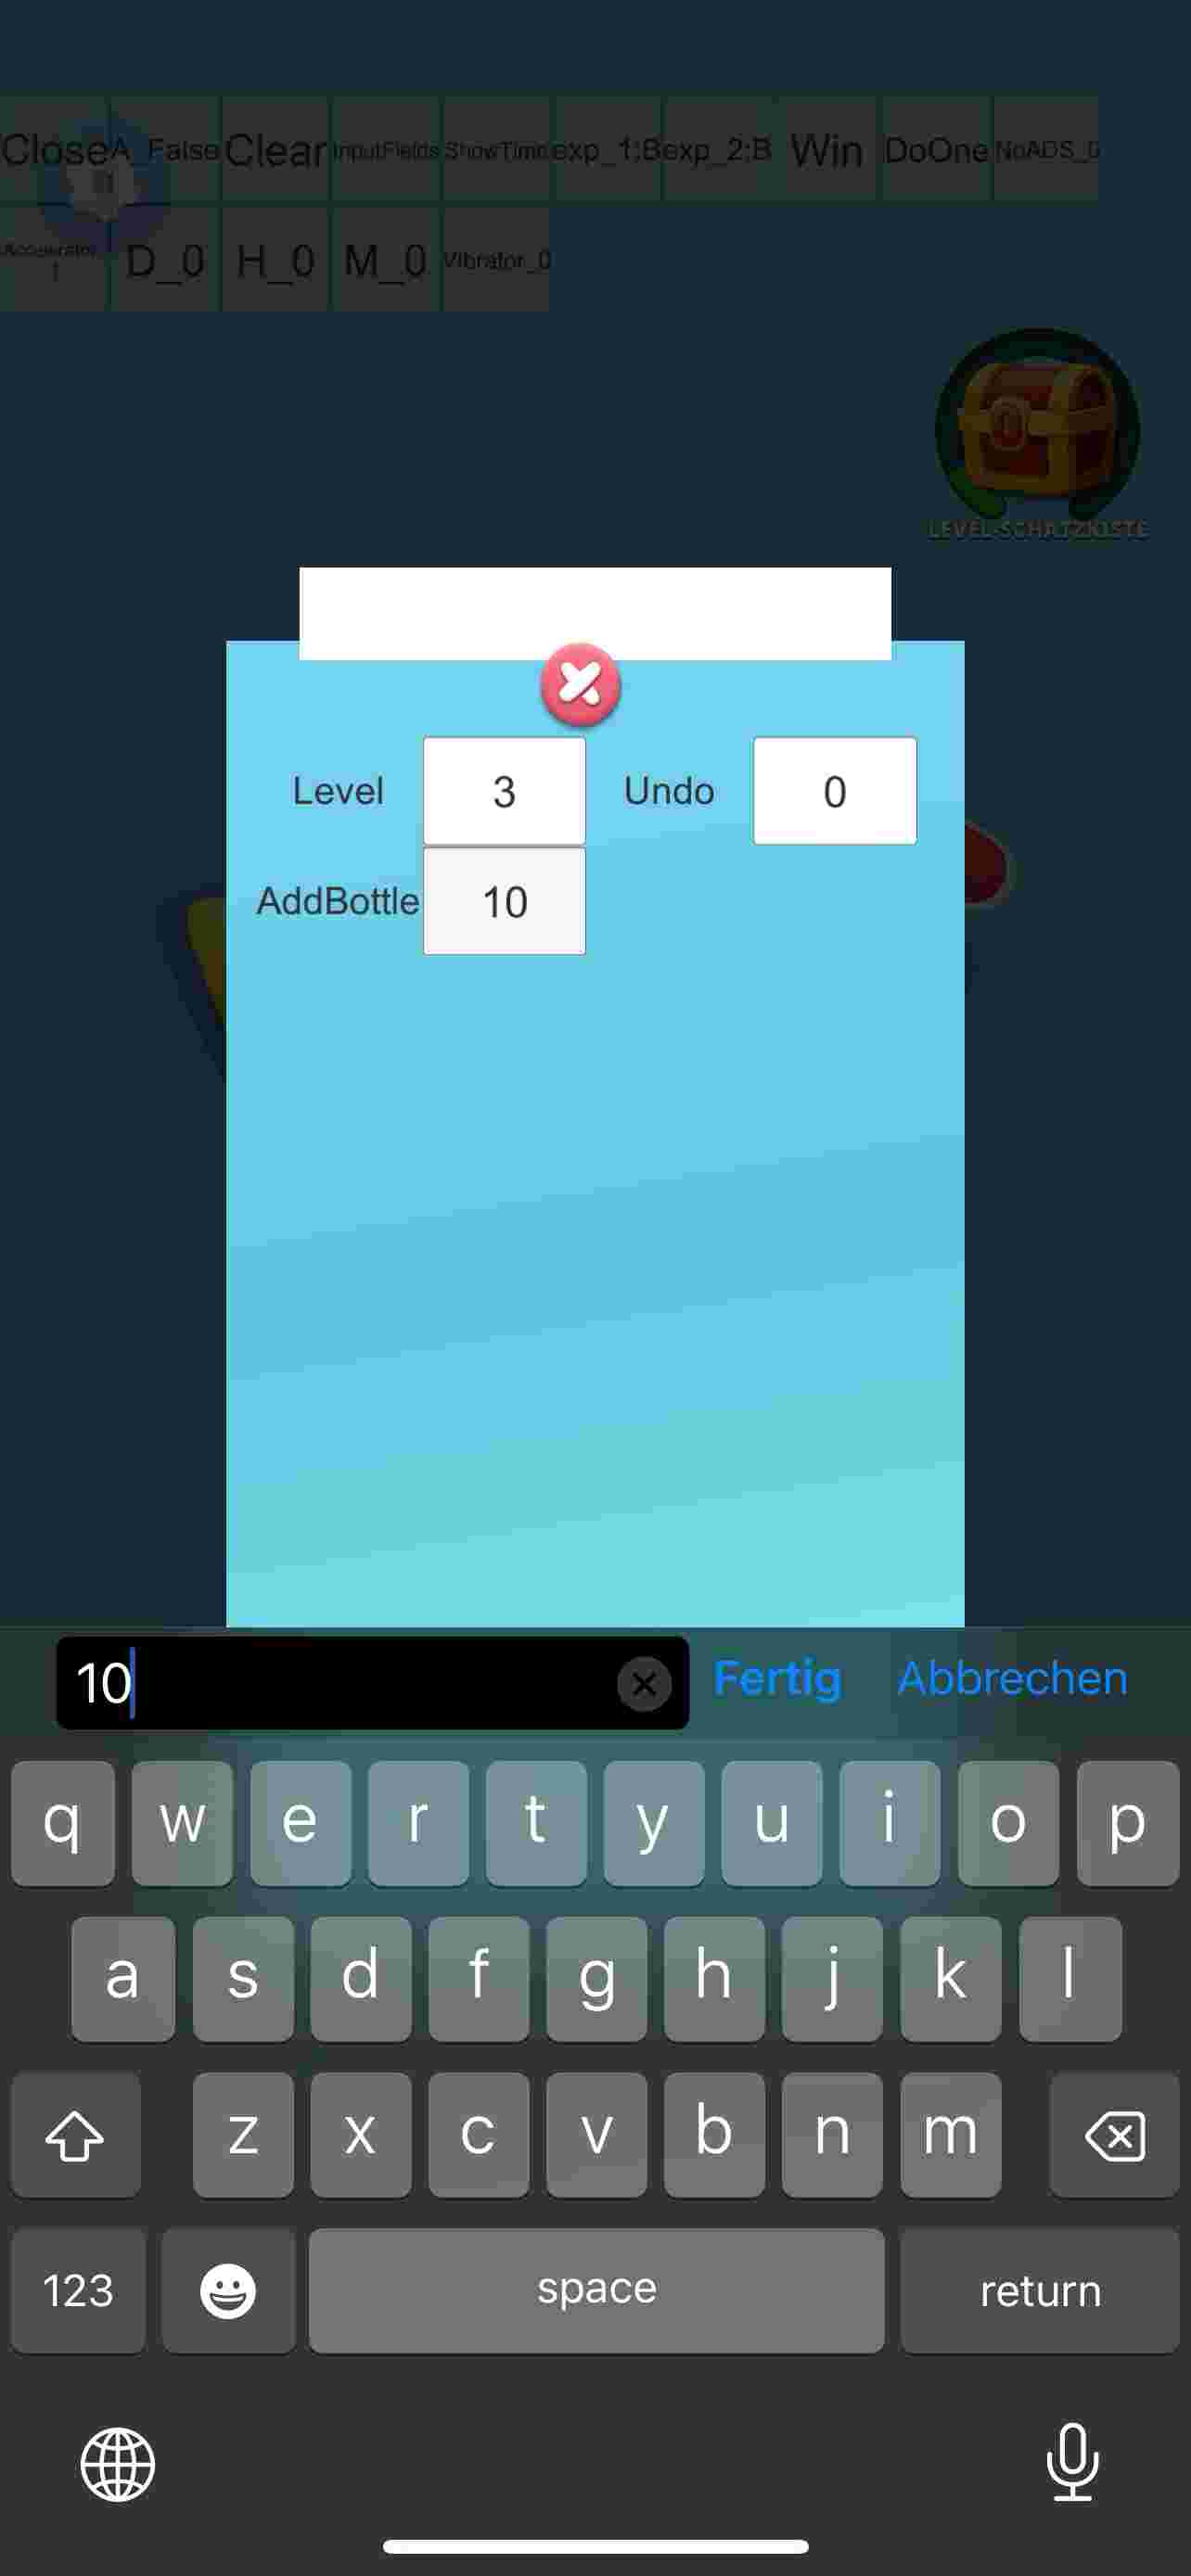 Close A_False Clear InputFields ShowTime exp_1;B exp_2;B Win DoOne NoADS_0
Accelerator_
1
D_0 H_0 M_0 Vibrator_0
LEVEL-SCHATZKISTE
Level 3 Undo 0
AddBottle 10
10 Fertig Abbrechen
q w e r t y u i o p
a s d f g h j k l
z x c v b n m
123 space return